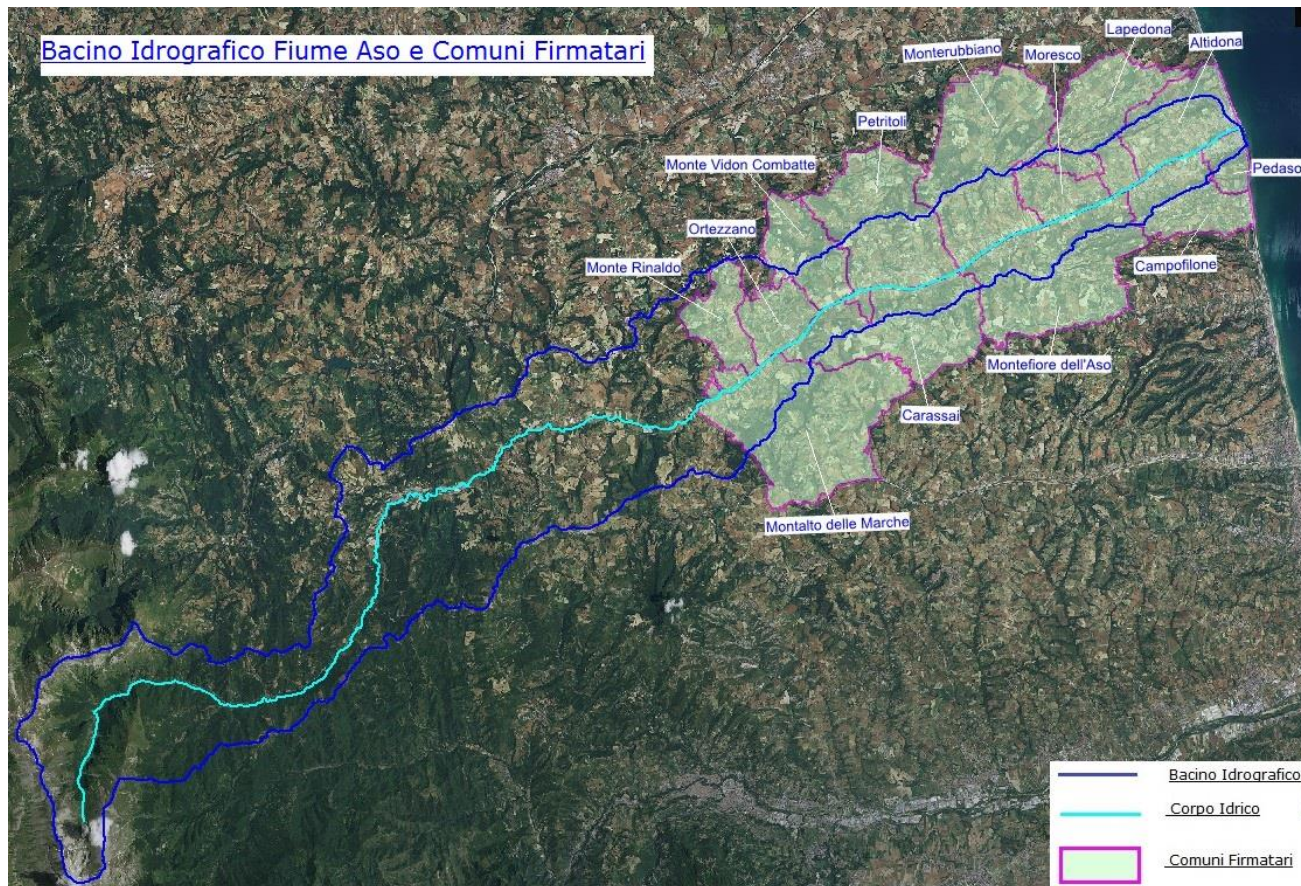 Bacino Idrografico Fiume Aso e Comuni Firmatari
Lapedona
Altidona
Monterubbiano
Moresco
Petritoli
Monte Vidon Combatte
Pedaso
Ortezzano
Monte Rinaldo
Campofilone
Montefiore dell'Aso
Carassai
Montalto delle Marche
Bacino Idrografico
Corpo Idrico
Comuni Firmatari